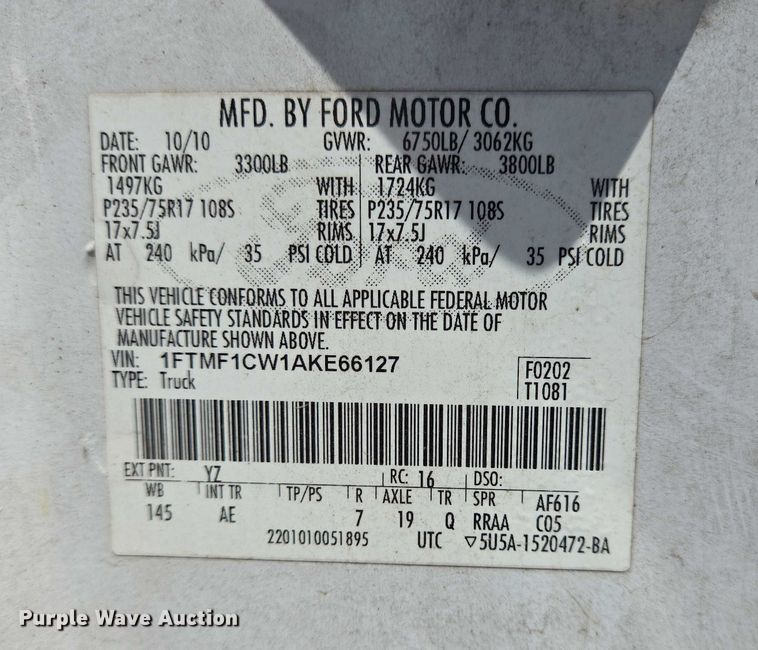 MFD. BY FORD MOTOR CO.
DATE: 10/10 GVWR: 6750LB/ 3062KG
FRONT GAWR: 3300LB REAR GAWR: 3800LB
1497KG WITH 1724KG WITH
P235/75R17 108S TIRES P235/75R17 108S TIRES
17x7.5J RIMS 17x7.5J RIMS
AT 240 kPa/ 35 PSI COLD AT 240 kPa/ 35 PSI COLD
THIS VEHICLE CONFORMS TO ALL APPLICABLE FEDERAL MOTOR
VEHICLE SAFETY STANDARDS IN EFFECT ON THE DATE OF
MANUFACTURE SHOWN ABOVE.
VIN: 1FTMF1CW1AKE66127 F0202
TYPE: Truck T1081
EXT PNT: YZ RC: 16 DSO:
WB INT TR TP/PS R AXLE TR SPR AF616
145 AE 7 19 Q RRAA C05
2201010051895 UTC ▽5U5A-1520472-BA
Purple Wave Auction